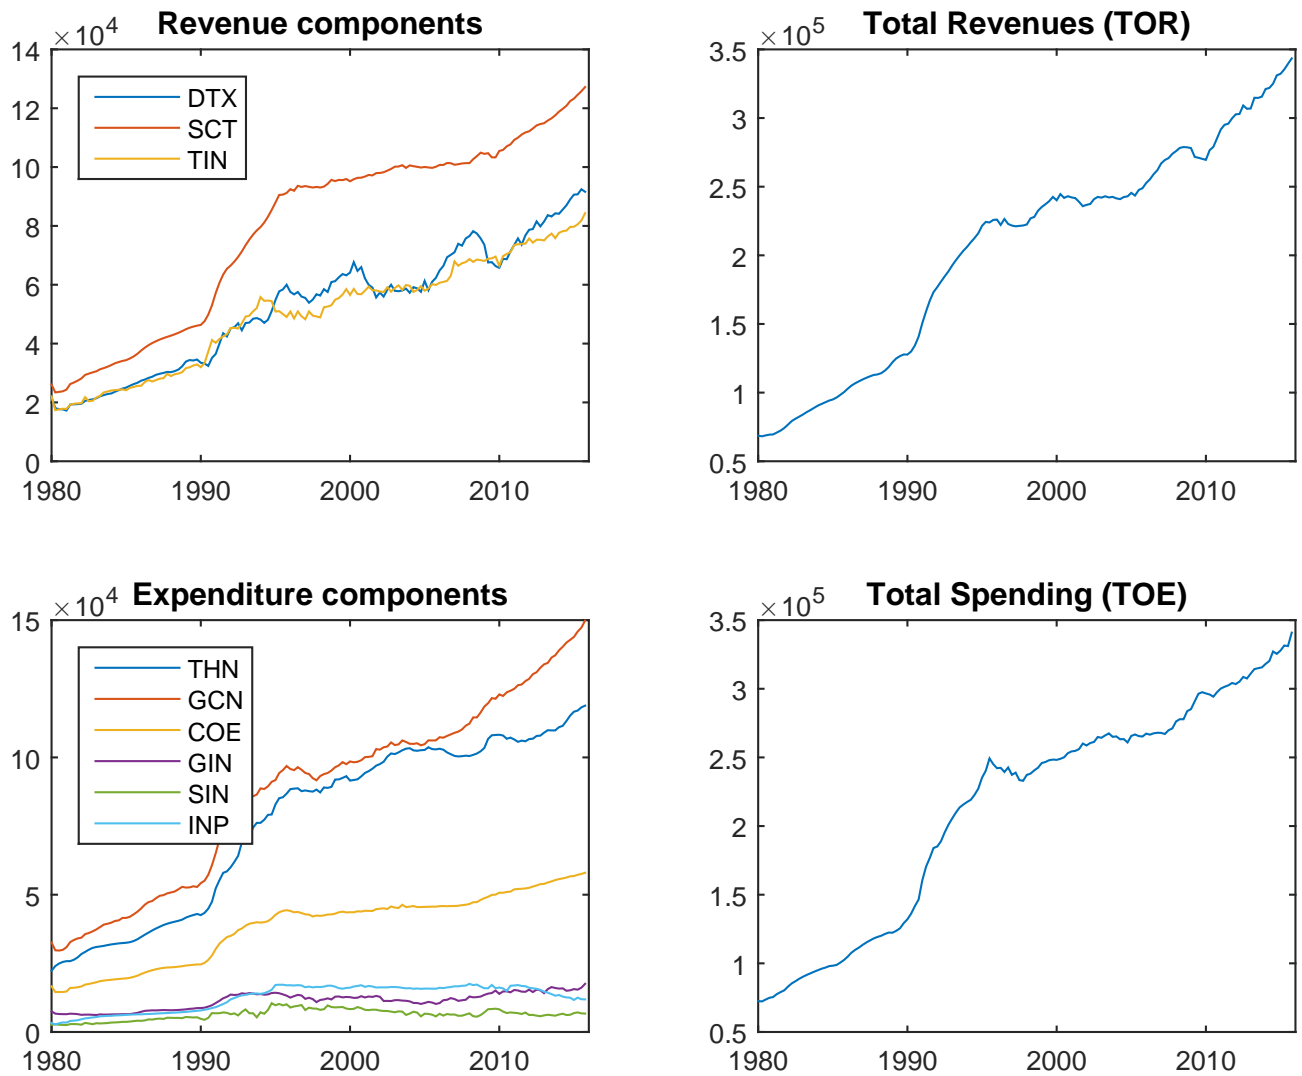 Revenue components
×10^4
14
12
10
8
6
4
2
0
1980 1990 2000 2010
DTX
SCT
TIN
Total Revenues (TOR)
×10^5
3.5
3
2.5
2
1.5
1
0.5
1980 1990 2000 2010
Expenditure components
×10^4
15
10
5
0
1980 1990 2000 2010
THN
GCN
COE
GIN
SIN
INP
Total Spending (TOE)
×10^5
3.5
3
2.5
2
1.5
1
0.5
1980 1990 2000 2010